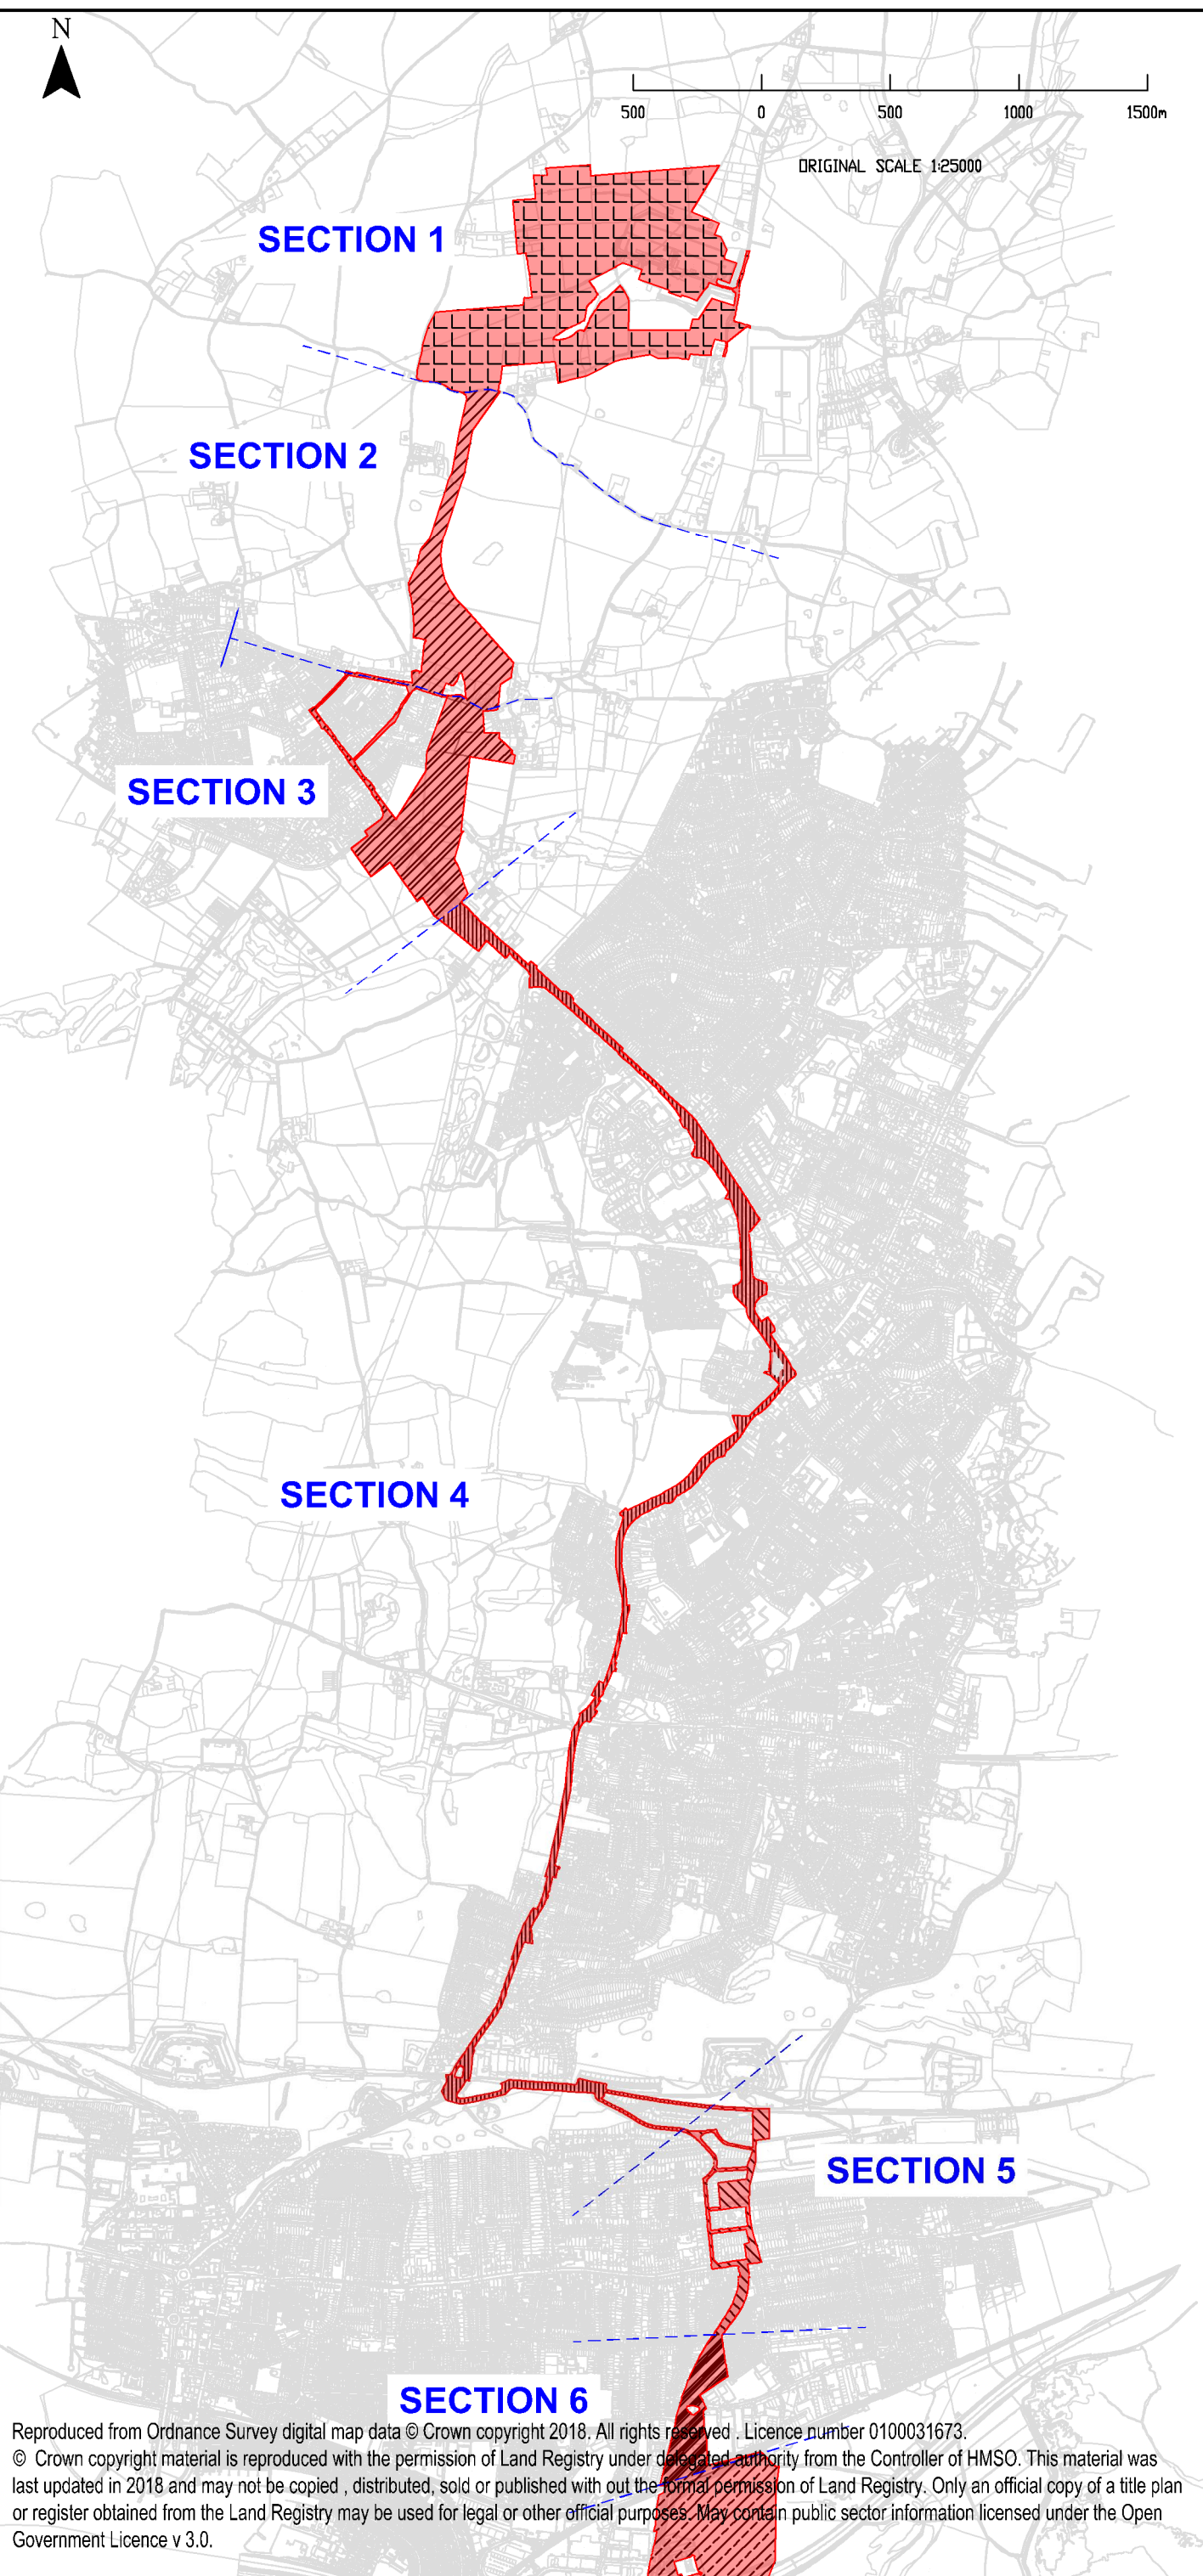 N
500 0 500 1000 1500m
ORIGINAL SCALE 1:25000
SECTION 1
SECTION 2
SECTION 3
SECTION 4
SECTION 5
SECTION 6
Reproduced from Ordnance Survey digital map data © Crown copyright 2018. All rights reserved . Licence number 0100031673.
© Crown copyright material is reproduced with the permission of Land Registry under delegated authority from the Controller of HMSO. This material was
last updated in 2018 and may not be copied , distributed, sold or published with out the formal permission of Land Registry. Only an official copy of a title plan
or register obtained from the Land Registry may be used for legal or other official purposes. May contain public sector information licensed under the Open
Government Licence v 3.0.